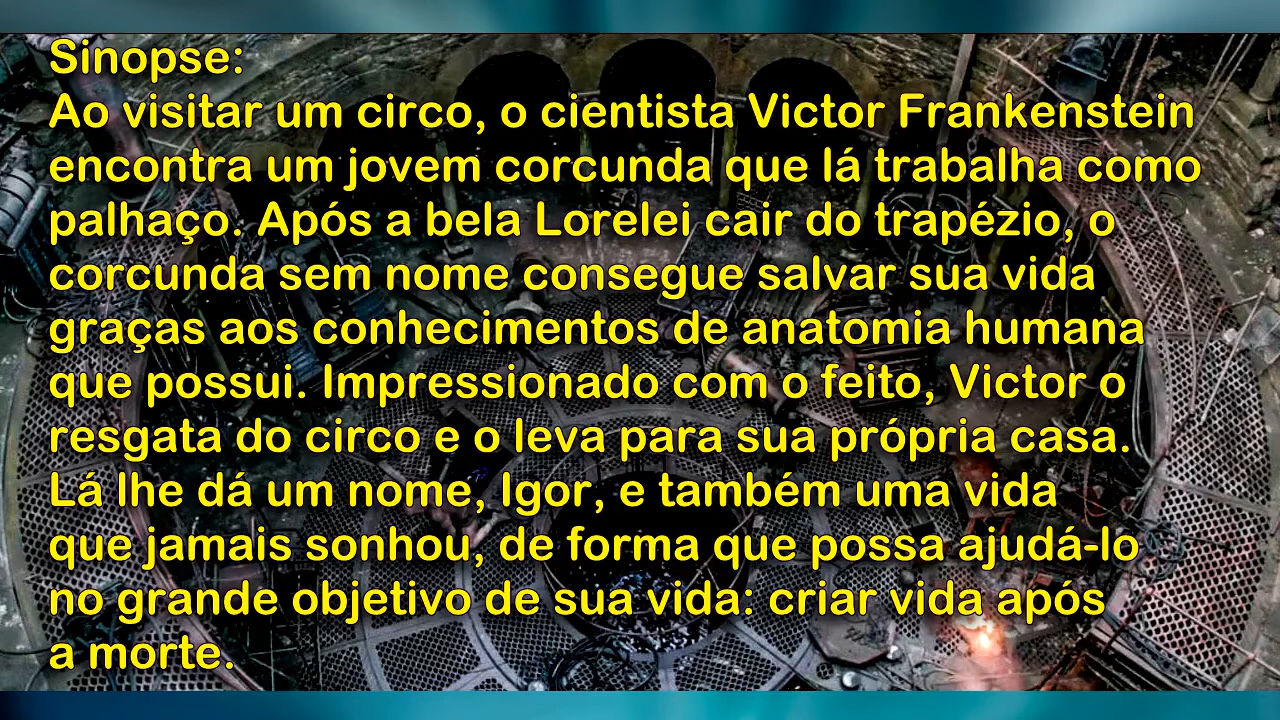 Sinopse:
Ao visitar um circo, o cientista Victor Frankenstein
encontra um jovem corcunda que lá trabalha como
palhaço. Após a bela Lorelei cair do trapézio, o
corcunda sem nome consegue salvar sua vida
graças aos conhecimentos de anatomia humana
que possui. Impressionado com o feito, Victor o
resgata do circo e o leva para sua própria casa.
Lá lhe dá um nome, Igor, e também uma vida
que jamais sonhou, de forma que possa ajudá-lo
no grande objetivo de sua vida: criar vida após
a morte.